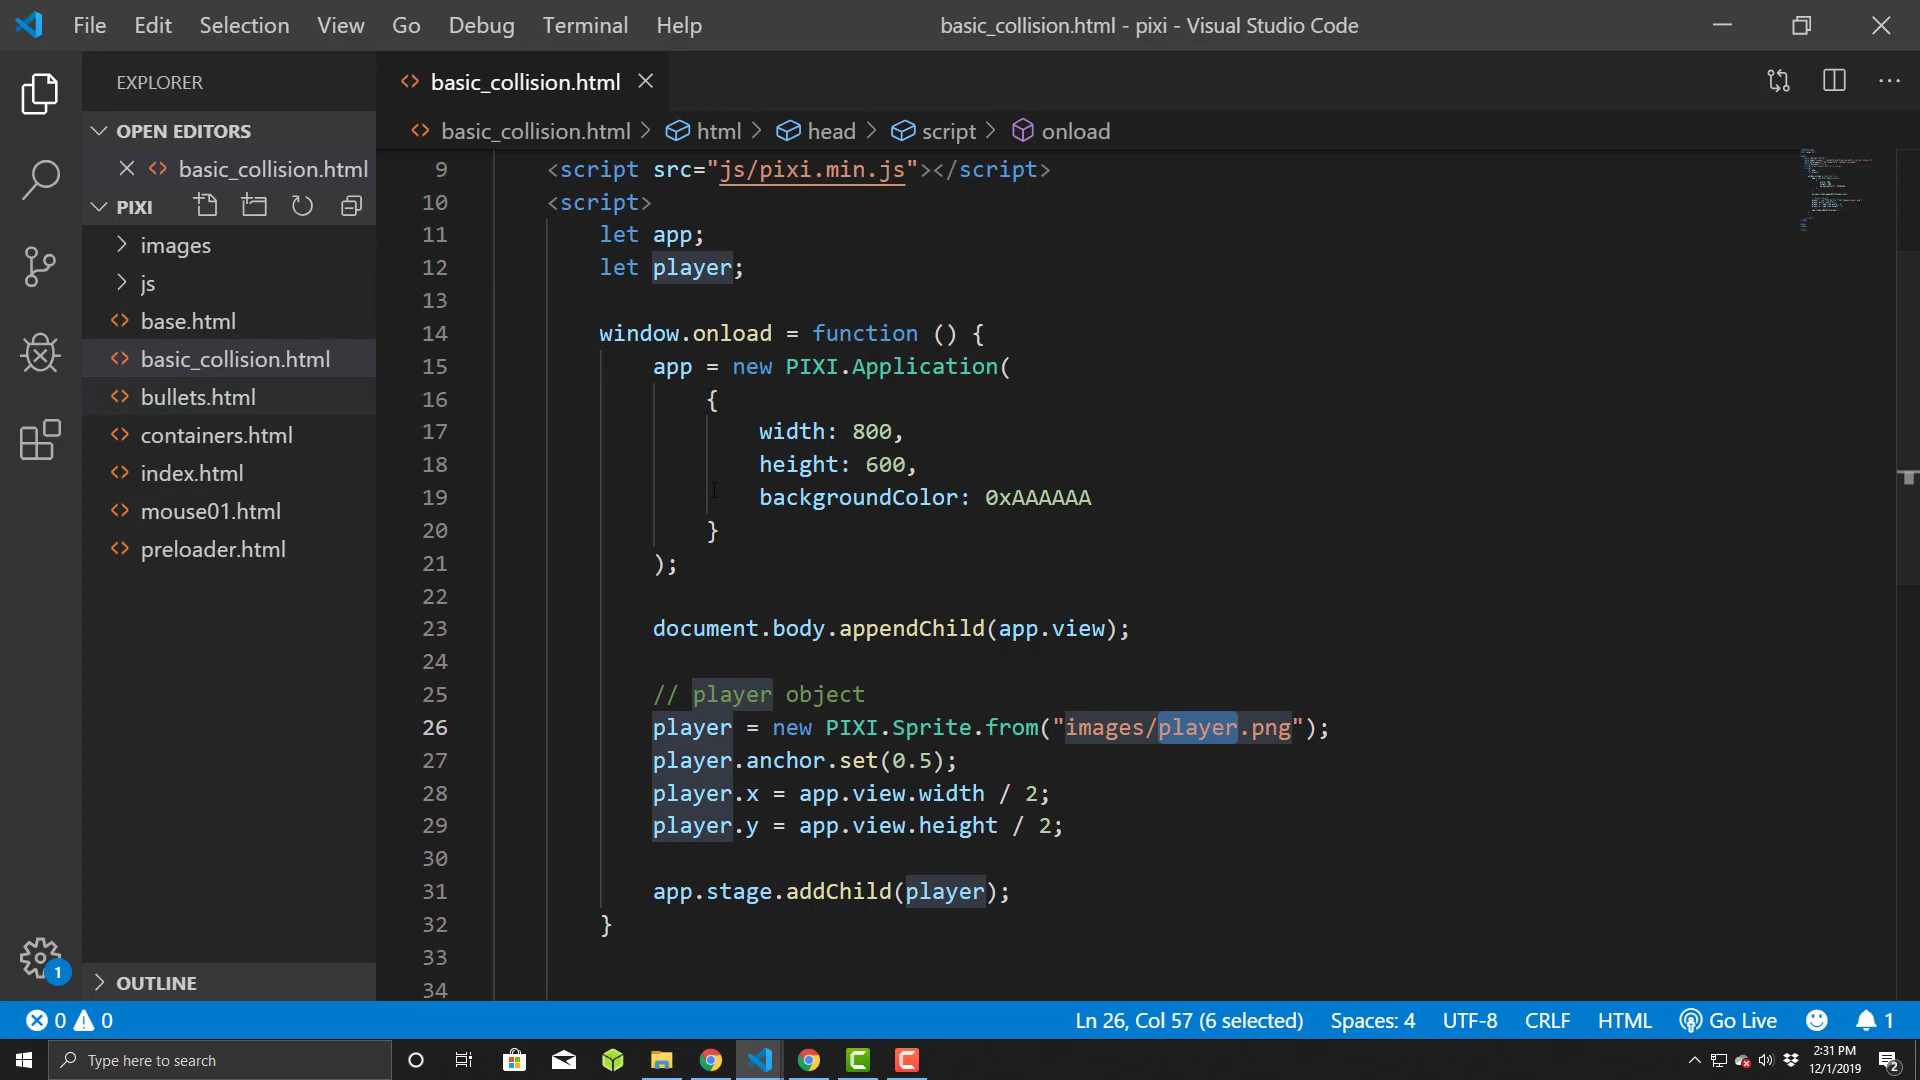 File Edit Selection View Go Debug Terminal Help
basic_collision.html - pixi - Visual Studio Code
EXPLORER
OPEN EDITORS
basic_collision.html
PIXI
images
js
base.html
basic_collision.html
bullets.html
containers.html
index.html
mouse01.html
preloader.html
OUTLINE
basic_collision.html
basic_collision.html > html > head > script > onload
9 <script src="js/pixi.min.js"></script>
10 <script>
11 let app;
12 let player;
13
14 window.onload = function () {
15 app = new PIXI.Application(
16 {
17 width: 800,
18 height: 600,
19 backgroundColor: 0xAAAAAA
20 }
21 );
22
23 document.body.appendChild(app.view);
24
25 // player object
26 player = new PIXI.Sprite.from("images/player.png");
27 player.anchor.set(0.5);
28 player.x = app.view.width / 2;
29 player.y = app.view.height / 2;
30
31 app.stage.addChild(player);
32 }
33
34
1
0 0
Ln 26, Col 57 (6 selected) Spaces: 4 UTF-8 CRLF HTML Go Live 1
Type here to search
2:31 PM
12/1/2019
2